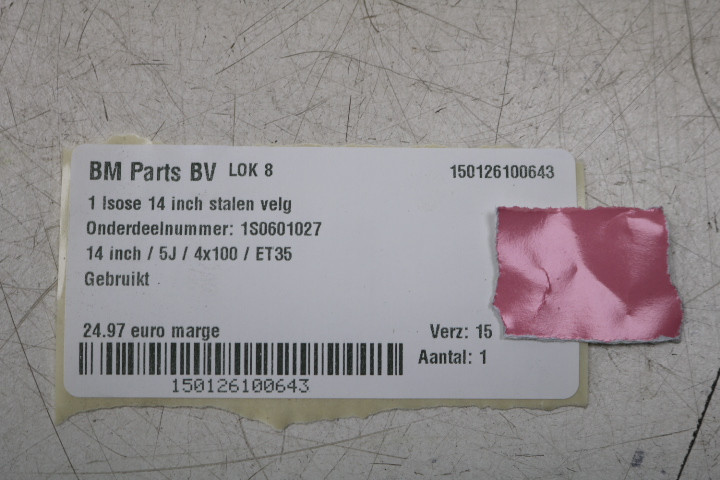 BM Parts BV LOK 8 150126100643
1 Isose 14 inch stalen velg
Onderdeelnummer: 1S0601027
14 inch / 5J / 4x100 / ET35
Gebruikt
24.97 euro marge Verz: 15
Aantal: 1
150126100643